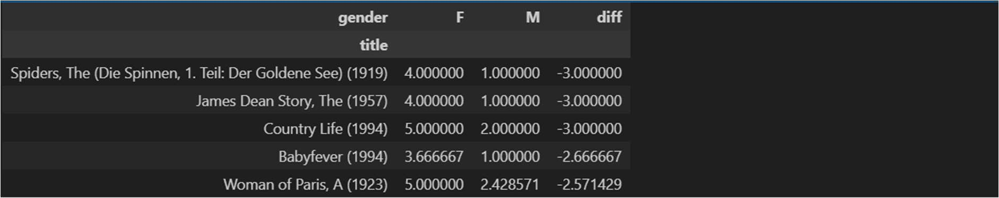 gender F M diff
title
Spiders, The (Die Spinnen, 1. Teil: Der Goldene See) (1919) 4.000000 1.000000 -3.000000
James Dean Story, The (1957) 4.000000 1.000000 -3.000000
Country Life (1994) 5.000000 2.000000 -3.000000
Babyfever (1994) 3.666667 1.000000 -2.666667
Woman of Paris, A (1923) 5.000000 2.428571 -2.571429